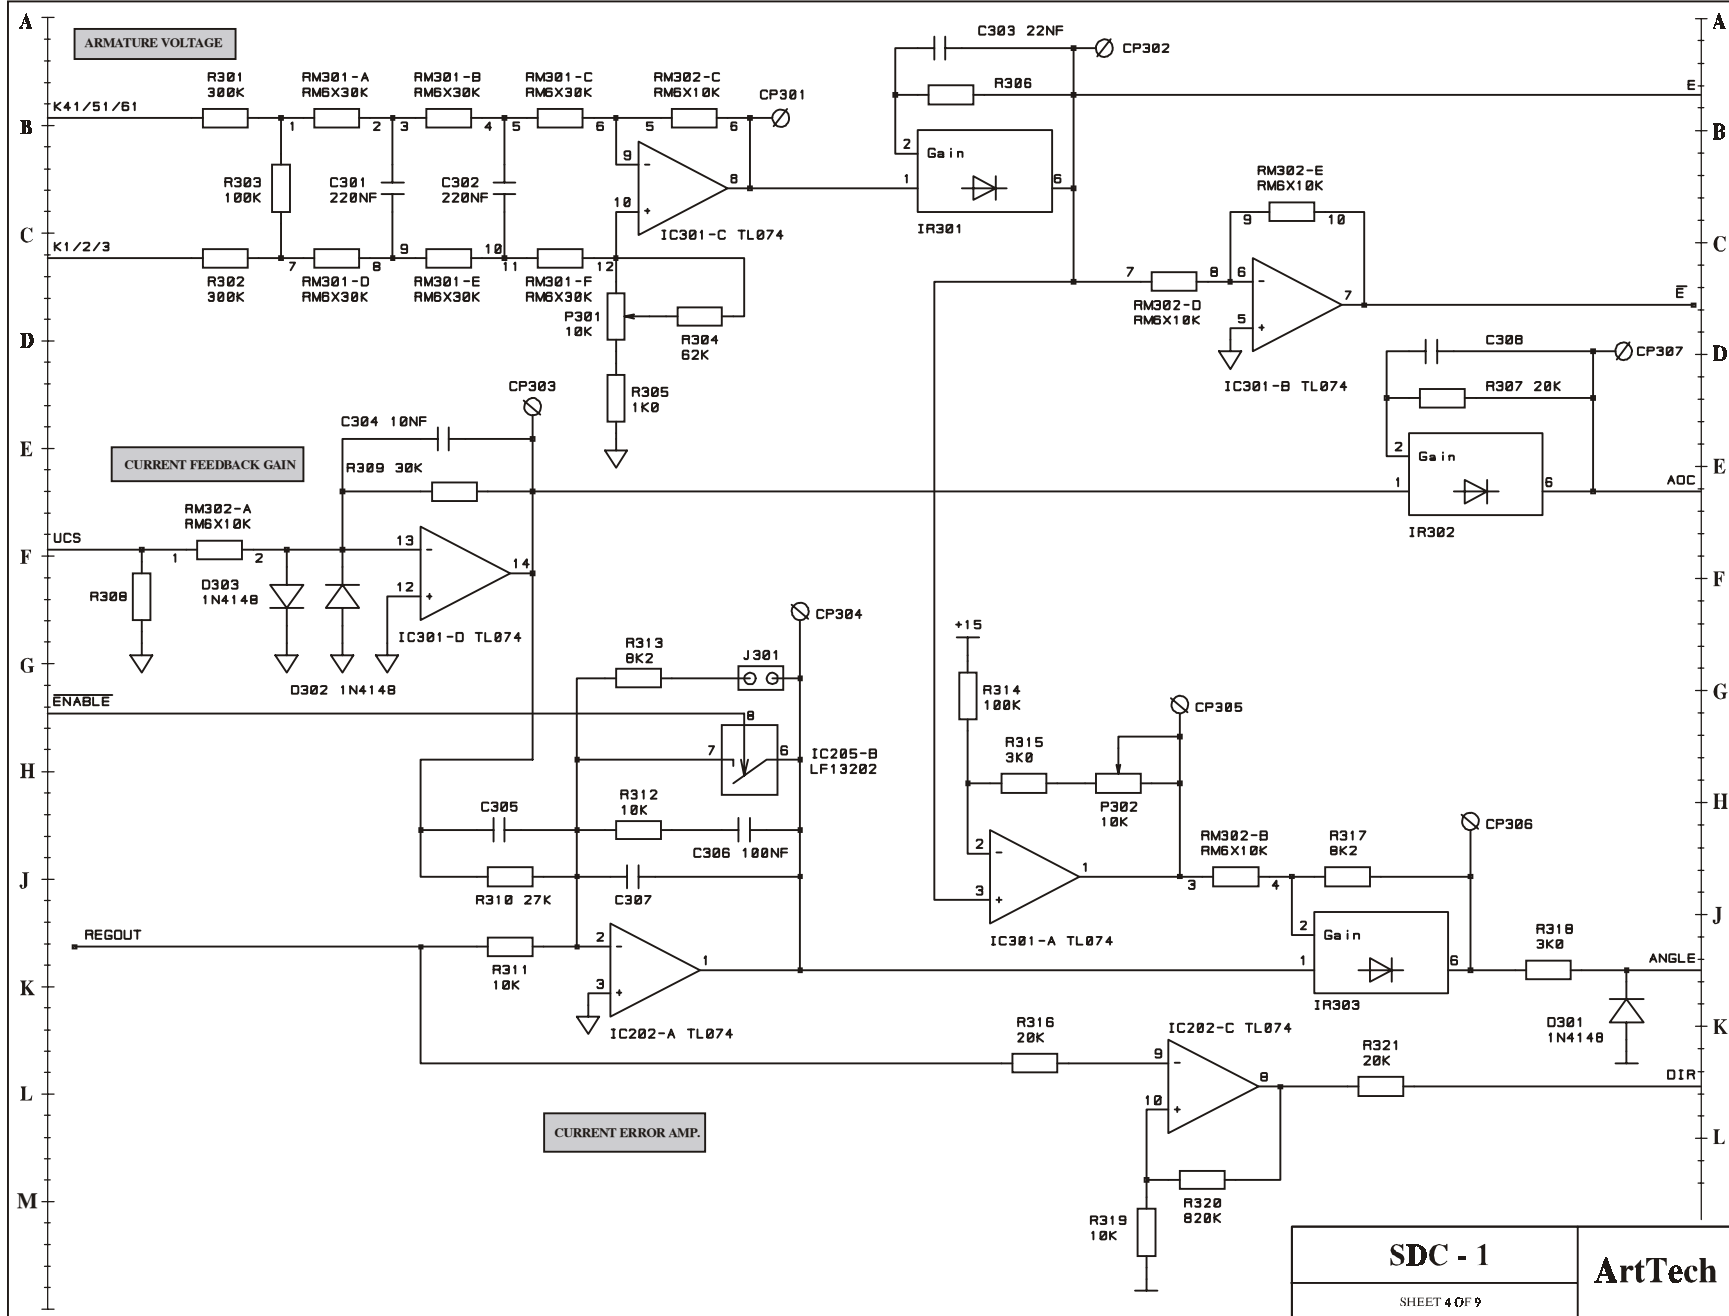 A
A
ARMATURE VOLTAGE
C303 22NF
CP302
R301
300K
RM301-A
RM6X30K
RM301-B
RM6X30K
RM301-C
RM6X30K
RM302-C
RM6X10K
CP301
R306
E
K41/51/61
B
B
1
2
3
4
5
6
5
6
9
-
8
10
+
2
Gain
1
6
R303
100K
C301
220NF
C302
220NF
IC301-C TL074
IR301
RM302-E
RM6X10K
9
10
C
C
K1/2/3
7
8
9
10
11
12
R302
300K
RM301-D
RM6X30K
RM301-E
RM6X30K
RM301-F
RM6X30K
P301
10K
R304
62K
7
8
6
-
7
5
+
RM302-D
RM6X10K
E
D
D
IC301-B TL074
C308
CP307
R307 20K
CP303
R305
1K0
C304 10NF
E
E
CURRENT FEEDBACK GAIN
R309 30K
2
Gain
1
6
AOC
IR302
RM302-A
RM6X10K
UCS
F
F
1
2
13
-
14
12
+
R308
D303
1N4148
IC301-D TL074
D302 1N4148
CP304
R313
8K2
J301
G
G
ENABLE
8
7
6
IC205-B
LF13202
+15
R314
100K
CP305
R315
3K0
P302
10K
H
H
C305
R312
10K
C306 100NF
CP306
2
-
1
3
+
RM302-B
RM6X10K
R317
8K2
3
4
J
J
R310 27K
C307
IC301-A TL074
REGOUT
R311
10K
2
-
1
3
+
IC202-A TL074
2
Gain
1
6
IR303
R318
3K0
ANGLE
K
K
D301
1N4148
R316
20K
IC202-C TL074
9
-
8
10
+
R321
20K
DIR
L
L
CURRENT ERROR AMP.
M
R320
820K
R319
10K
SDC - 1
ArtTech
SHEET 4 OF 9